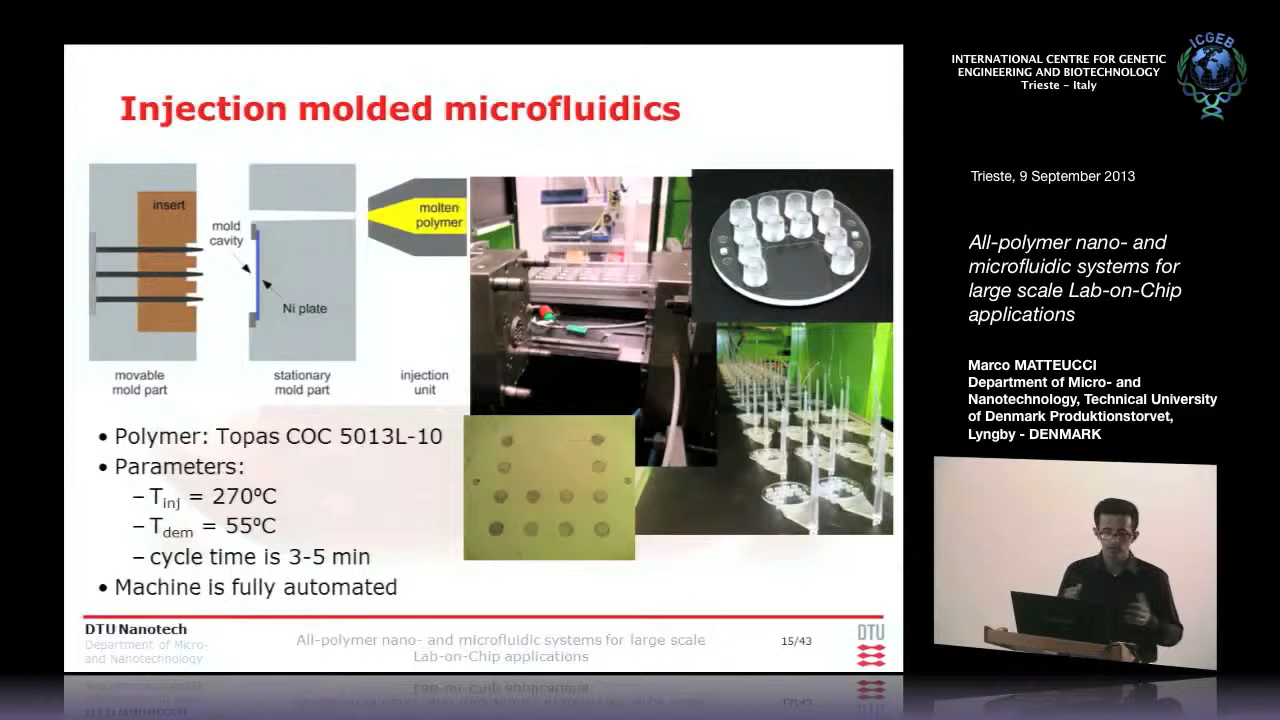 Injection molded microfluidics
insert
mold
cavity
Ni plate
molten
polymer
movable
mold part
stationary
mold part
injection
unit
• Polymer: Topas COC 5013L-10
• Parameters:
– Tinj = 270ºC
– Tdem = 55ºC
– cycle time is 3-5 min
• Machine is fully automated
DTU Nanotech
Department of Micro-
and Nanotechnology
All-polymer nano- and microfluidic systems for large scale
Lab-on-Chip applications
15/43
DTU
INTERNATIONAL CENTRE FOR GENETIC
ENGINEERING AND BIOTECHNOLOGY
Trieste - Italy
ICGEB
Trieste, 9 September 2013
All-polymer nano- and
microfluidic systems for
large scale Lab-on-Chip
applications
Marco MATTEUCCI
Department of Micro- and
Nanotechnology, Technical University
of Denmark Produktionstorvet,
Lyngby - DENMARK